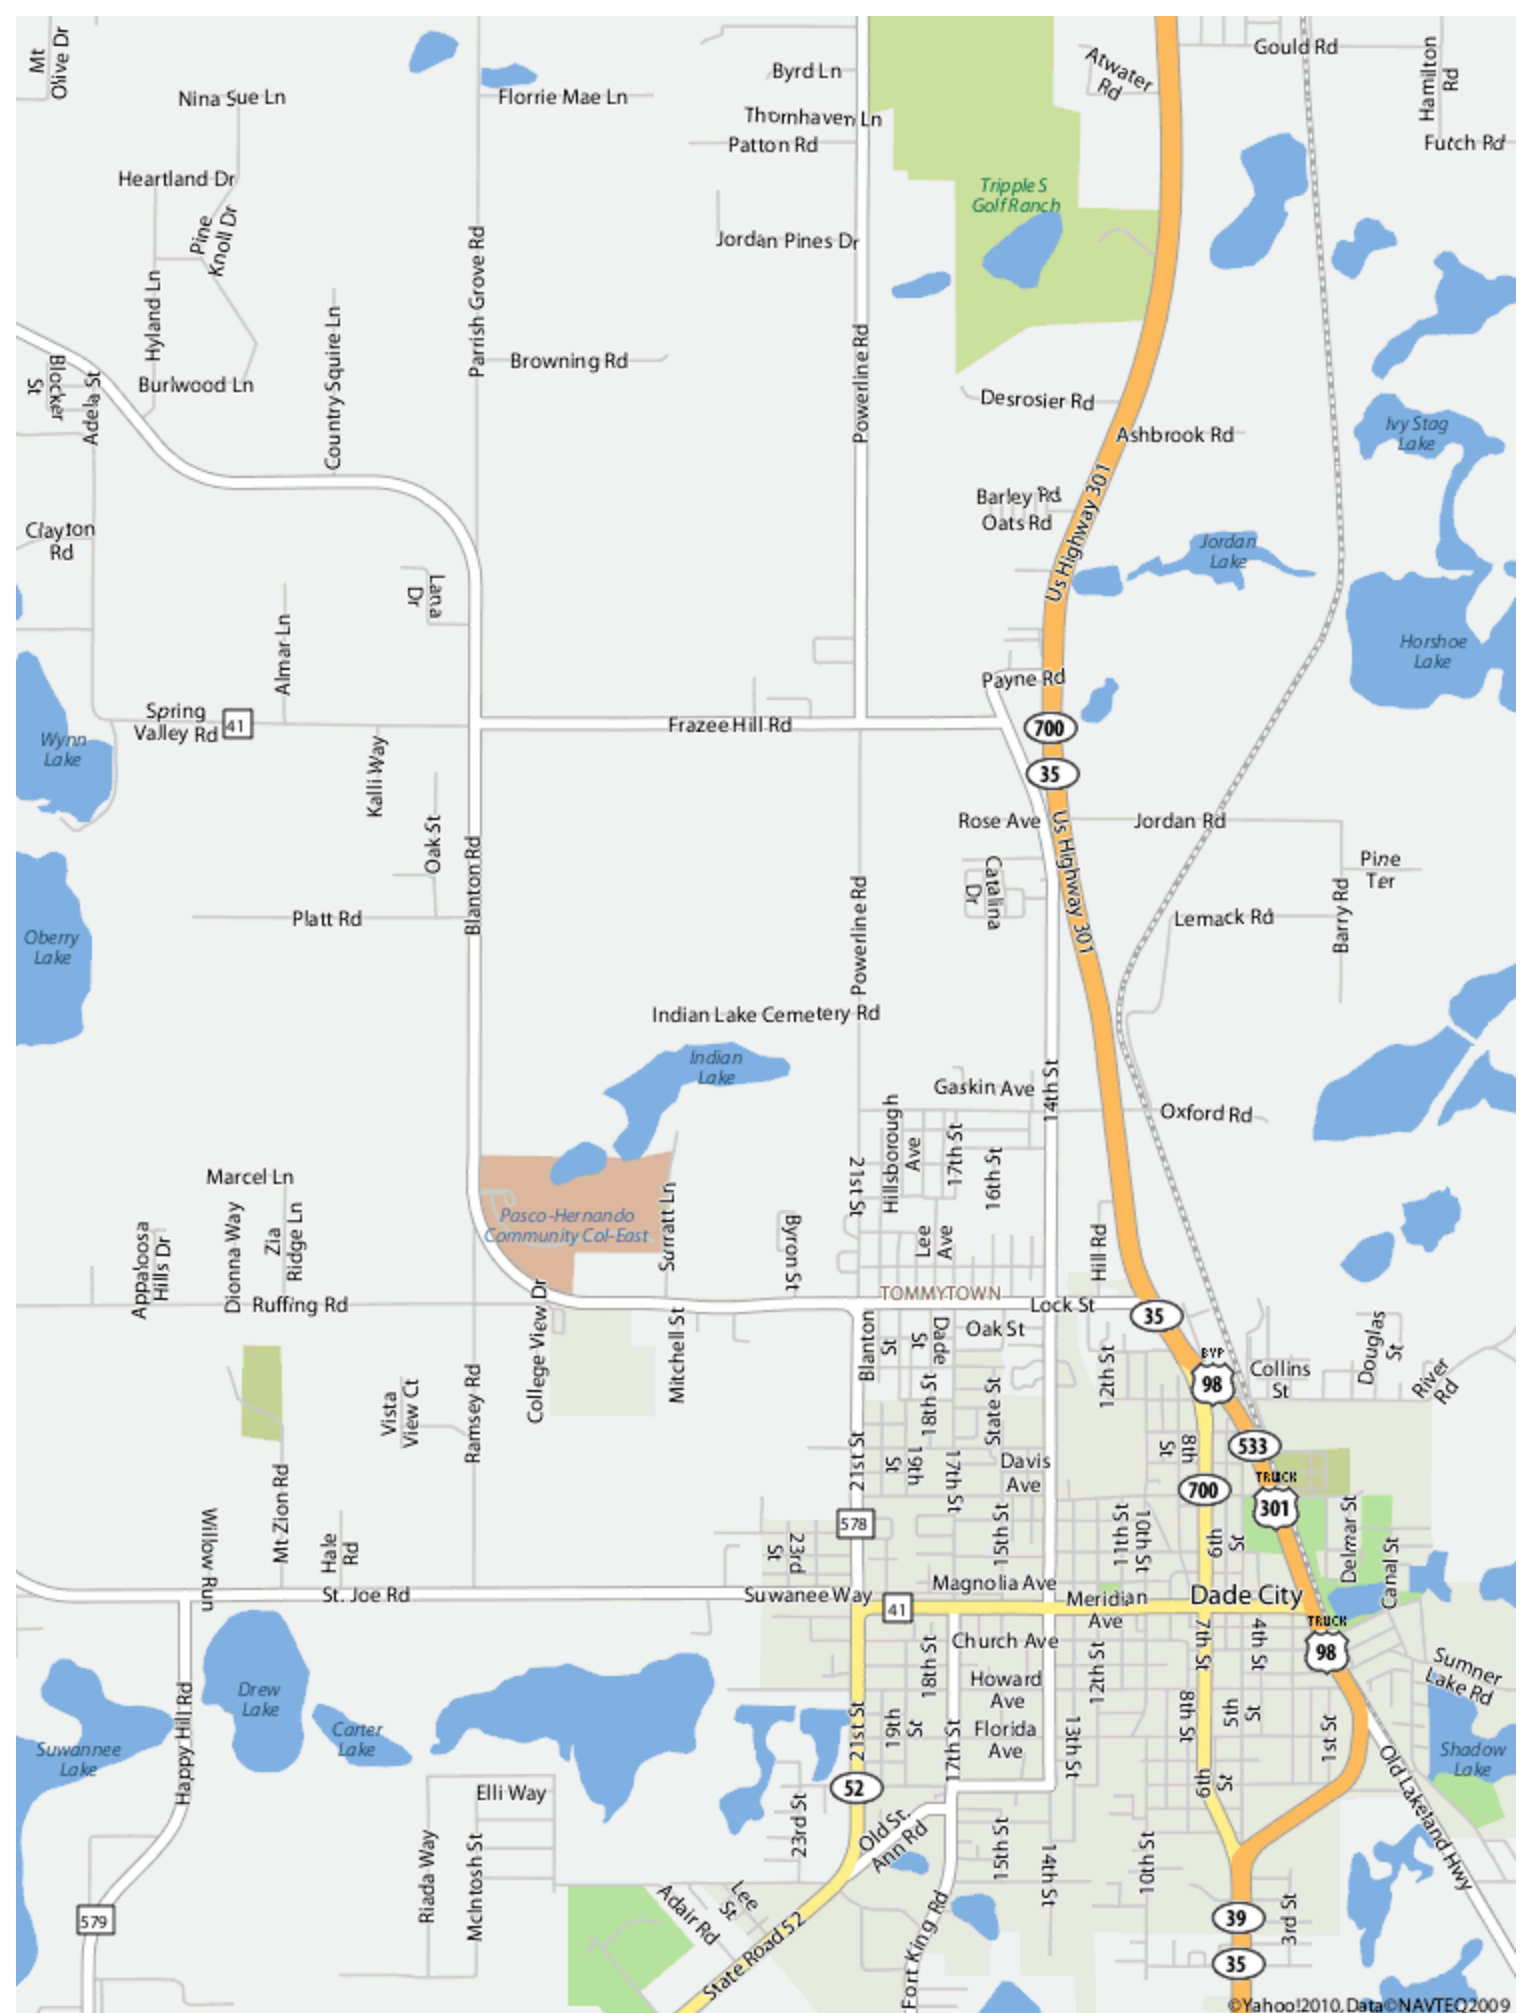 Mt
Olive Dr
Nina Sue Ln
Florrie Mae Ln
Byrd Ln
Thornhaven Ln
Patton Rd
Atwater
Rd
Gould Rd
Hamilton
Rd
Futch Rd
Heartland Dr
Pine
Knoll Dr
Tripple S
Golf Ranch
Jordan Pines Dr
Hyland Ln
Country Squire Ln
Parrish Grove Rd
Powerline Rd
Blocker
St
Adela St
Burlwood Ln
Browning Rd
Desrosier Rd
Ashbrook Rd
Ivy Stag
Lake
Clayton
Rd
Barley Rd
Oats Rd
Us Highway 301
Jordan
Lake
Lana
Dr
Almar Ln
Horshoe
Lake
Payne Rd
Spring
Valley Rd
41
Frazee Hill Rd
700
35
Wynn
Lake
Kalli Way
Oak St
Blanton Rd
Rose Ave
Us Highway 301
Jordan Rd
Pine
Ter
Catalina
Dr
Platt Rd
Powerline Rd
Lemack Rd
Barry Rd
Oberry
Lake
Indian Lake Cemetery Rd
Indian
Lake
Gaskin Ave
14th St
Oxford Rd
Hillsborough
Ave
17th St
16th St
21st St
Marcel Ln
Appaloosa
Hills Dr
Dionna Way
Zia
Ridge Ln
Pasco-Hernando
Community Col-East
Surratt Ln
Byron St
Lee
Ave
Hill Rd
Ruffing Rd
College View Dr
TOMMYTOWN
Lock St
35
Mitchell St
Blanton
St
Dade
St
Oak St
12th St
BYP
98
Collins
St
Douglas
St
River
Rd
Vista
View Ct
Ramsey Rd
18th St
State St
21st St
19th
St
17th St
Davis
Ave
8th
St
533
TRUCK
301
700
Willow Run
Mt Zion Rd
Hale
Rd
578
23rd
St
15th St
11th St
10th St
9th
St
Delmar St
Canal St
St. Joe Rd
Suwanee Way
41
Magnolia Ave
Meridian
Ave
Dade City
TRUCK
98
Church Ave
18th St
Howard
Ave
12th St
7th St
4th St
Sumner
Lake Rd
Drew
Lake
Carter
Lake
Suwannee
Lake
Happy Hill Rd
21st St
19th
St
17th St
Florida
Ave
13th St
8th St
5th
St
1st St
Shadow
Lake
Elli Way
52
9th
St
Old Lakeland Hwy
Riada Way
McIntosh St
23rd St
Old St.
Ann Rd
15th St
14th St
10th St
579
Adair Rd
Lee
St
State Road 52
Fort King Rd
39
3rd St
35
©Yahoo!2010, Data©NAVTEQ2009